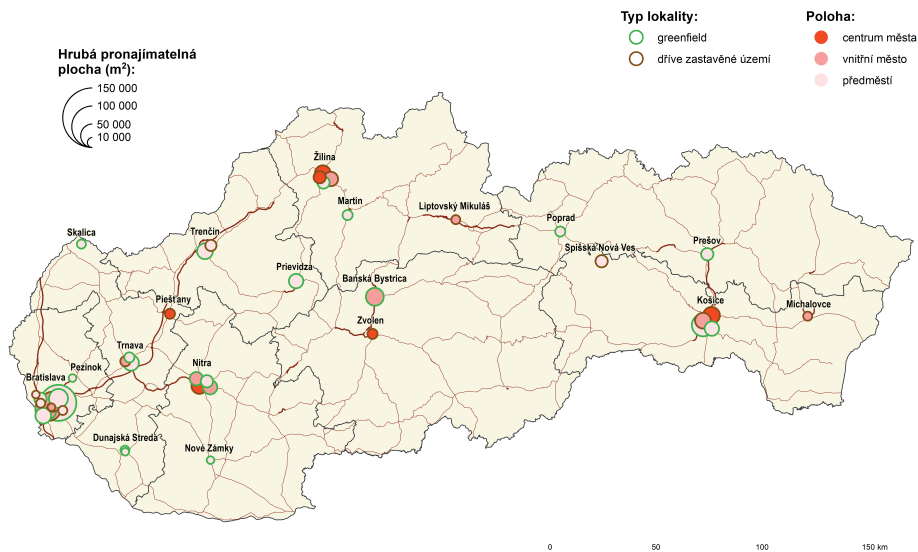 Typ lokality:
greenfield
dříve zastavěné území
Poloha:
centrum města
vnitřní město
předměstí
Hrubá pronajímatelná
plocha (m²):
150 000
100 000
50 000
10 000
Žilina
Martin
Liptovský Mikuláš
Poprad
Spišská Nová Ves
Prešov
Skalica
Trenčín
Prievidza
Banská Bystrica
Piešťany
Zvolen
Košice
Michalovce
Trnava
Nitra
Pezinok
Bratislava
Dunajská Streda
Nové Zámky
0 50 100 150 km